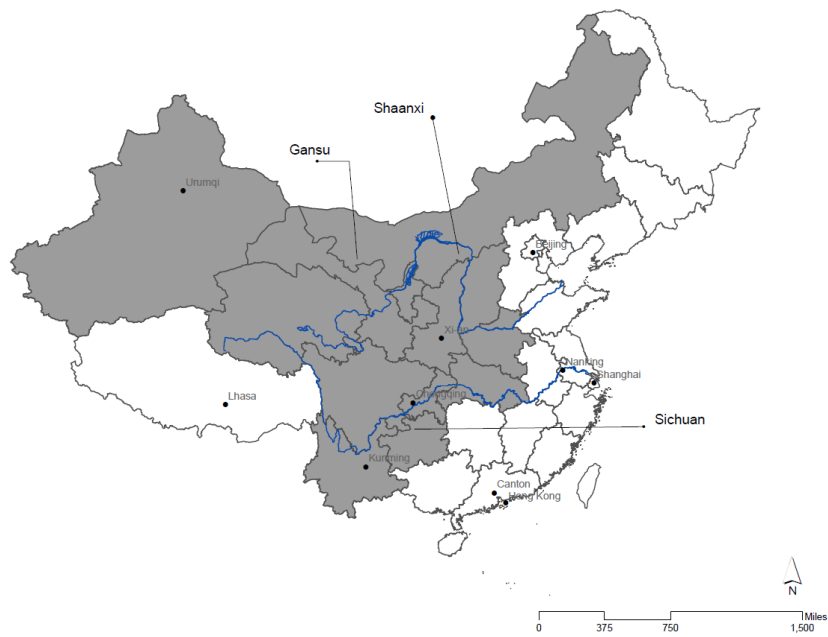 Shaanxi
Gansu
Urumqi
Beijing
Xi-an
Nanking
Shanghai
Lhasa
Chongqing
Sichuan
Kunming
Canton
Hong Kong
N
Miles
0 375 750 1,500